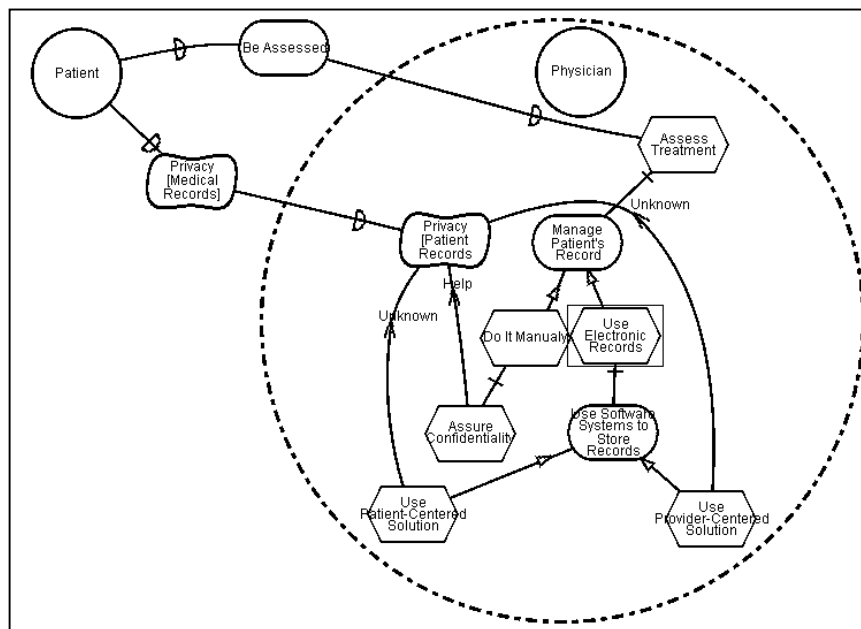 Patient
Be Assessed
Physician
Assess
Treatment
Privacy
[Medical
Records]
Unknown
Privacy
[Patient
Records
Manage
Patient's
Record
Help
Unknown
Do It Manualy
Use
Electronic
Records
Assure
Confidentiality
Use Software
Systems to
Store
Records
Use
Patient-Centered
Solution
Use
Provider-Centered
Solution